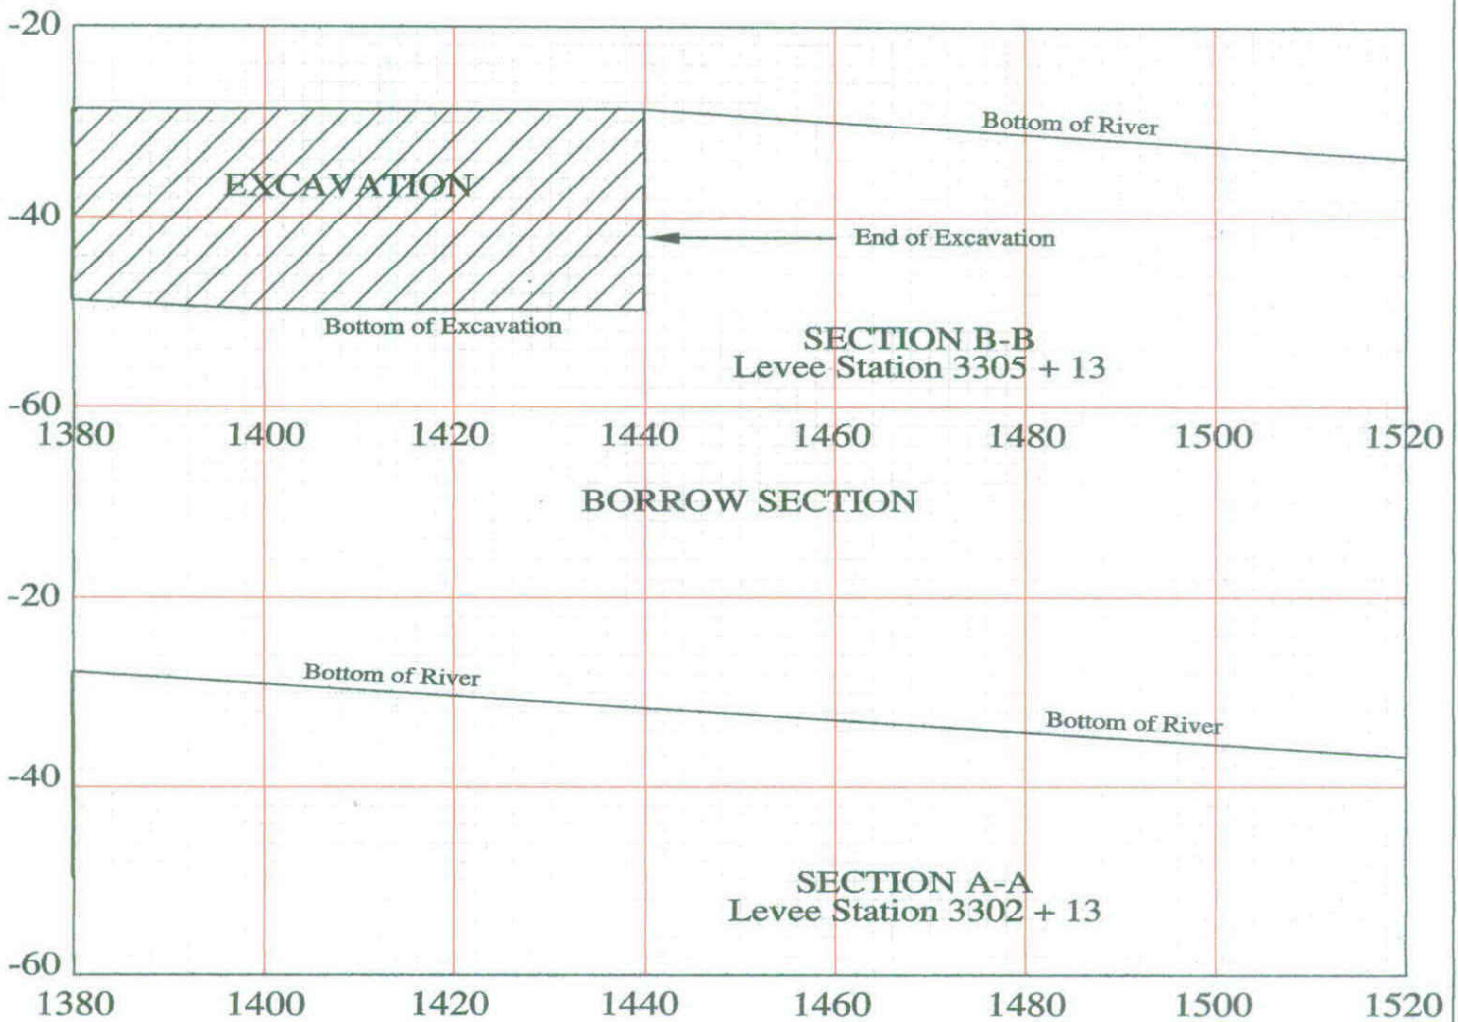 -20
Bottom of River
EXCAVATION
-40
End of Excavation
Bottom of Excavation
SECTION B-B
Levee Station 3305 + 13
-60
1380 1400 1420 1440 1460 1480 1500 1520
BORROW SECTION
-20
Bottom of River
Bottom of River
-40
SECTION A-A
Levee Station 3302 + 13
-60
1380 1400 1420 1440 1460 1480 1500 1520